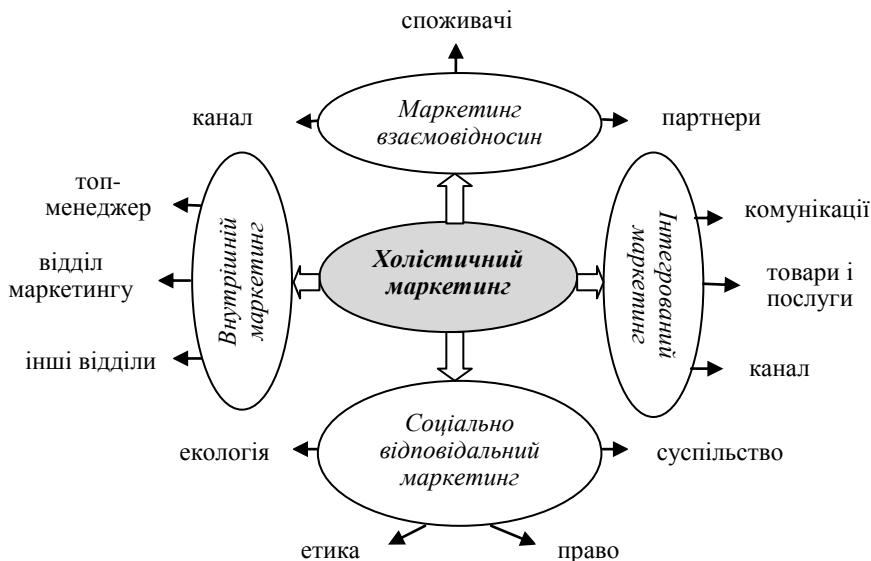 споживачі
канал
Маркетинг
взаємовідносин
партнери
топ-
менеджер
відділ
маркетингу
інші відділи
Внутрішній
маркетинг
Холістичний
маркетинг
Інтегрований
маркетинг
комунікації
товари і
послуги
канал
екологія
Соціально
відповідальний
маркетинг
суспільство
етика
право